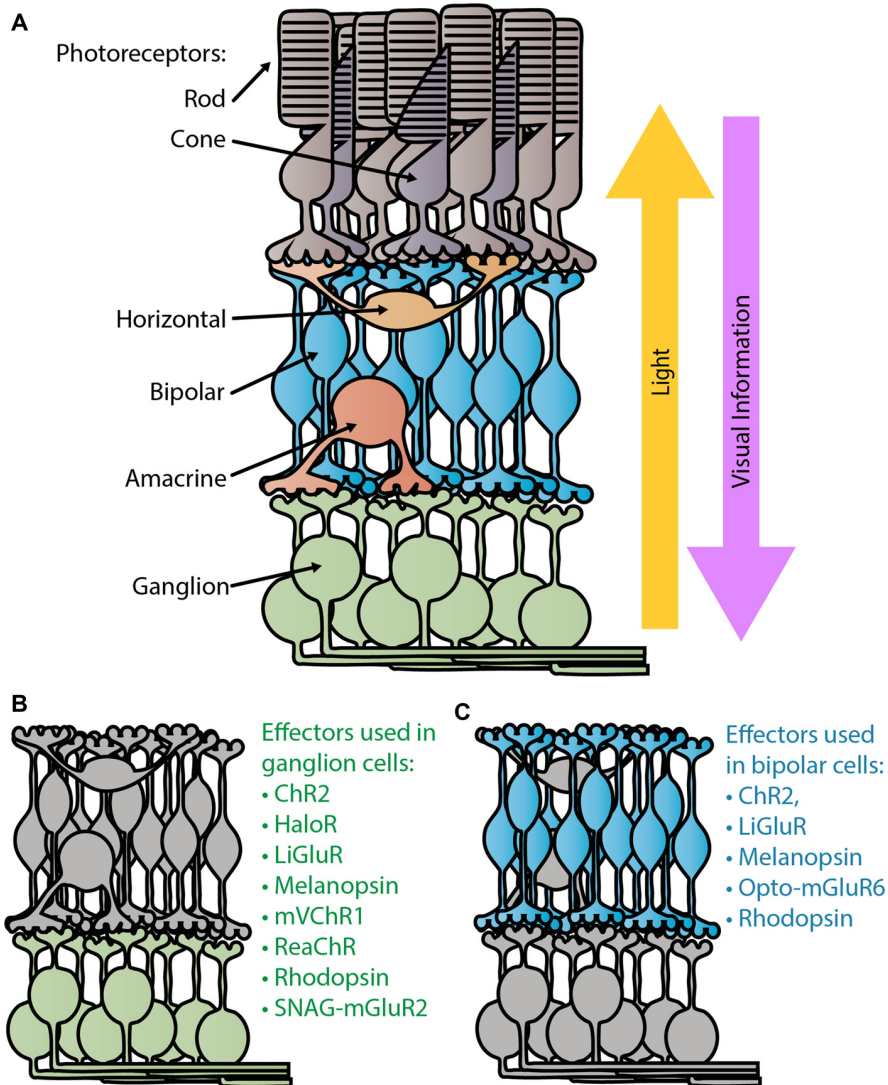 A
Photoreceptors:
Rod
Cone
Horizontal
Bipolar
Amacrine
Ganglion
Light
Visual Information
B
Effectors used in
ganglion cells:
• ChR2
• HaloR
• LiGluR
• Melanopsin
• mVChR1
• ReaChR
• Rhodopsin
• SNAG-mGluR2
C
Effectors used
in bipolar cells:
• ChR2,
• LiGluR
• Melanopsin
• Opto-mGluR6
• Rhodopsin